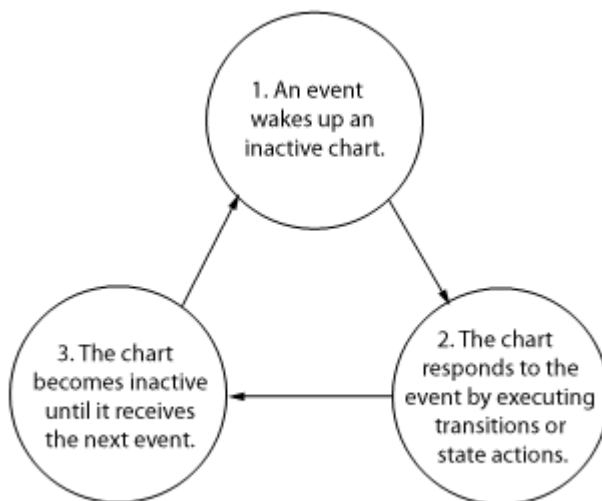 1. An event
wakes up an
inactive chart.
2. The chart
responds to the
event by executing
transitions or
state actions.
3. The chart
becomes inactive
until it receives
the next event.